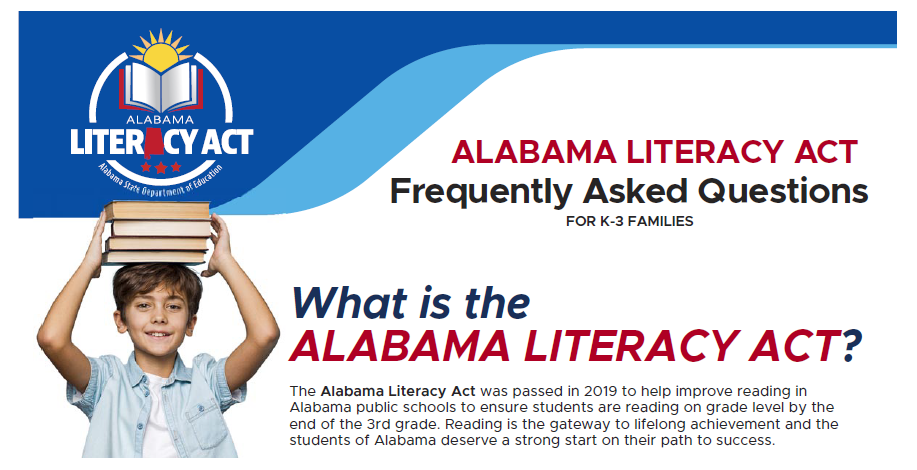 ALABAMA
LITERACY ACT
Alabama State Department of Education
ALABAMA LITERACY ACT
Frequently Asked Questions
FOR K-3 FAMILIES
What is the
ALABAMA LITERACY ACT?
The Alabama Literacy Act was passed in 2019 to help improve reading in
Alabama public schools to ensure students are reading on grade level by the
end of the 3rd grade. Reading is the gateway to lifelong achievement and the
students of Alabama deserve a strong start on their path to success.